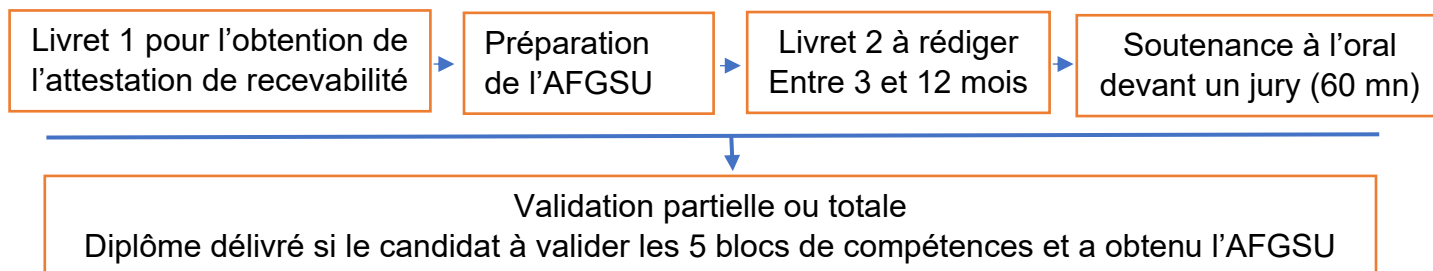 Livret 1 pour l’obtention de
l’attestation de recevabilité
Préparation
de l’AFGSU
Livret 2 à rédiger
Entre 3 et 12 mois
Soutenance à l’oral
devant un jury (60 mn)
Validation partielle ou totale
Diplôme délivré si le candidat à valider les 5 blocs de compétences et a obtenu l’AFGSU